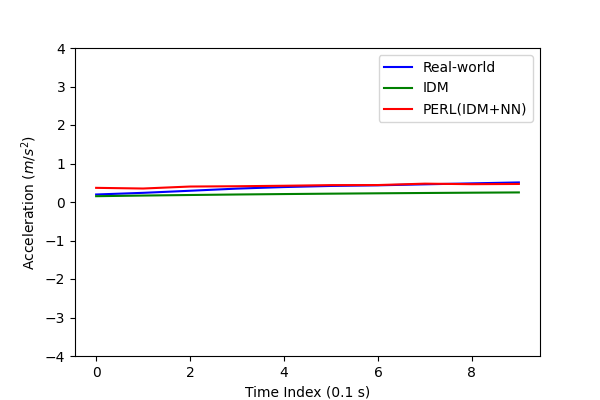 Real-world
IDM
PERL(IDM+NN)
4
3
2
1
0
−1
−2
−3
−4
Acceleration (m/s²)
0 2 4 6 8
Time Index (0.1 s)